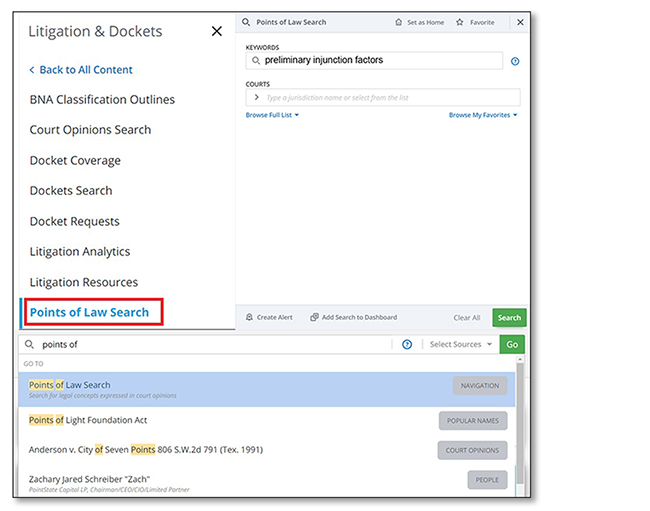 Litigation & Dockets
Back to All Content
BNA Classification Outlines
Court Opinions Search
Docket Coverage
Dockets Search
Docket Requests
Litigation Analytics
Litigation Resources
Points of Law Search
Points of Law Search
Set as Home
Favorite
KEYWORDS
preliminary injunction factors
COURTS
Type a jurisdiction name or select from the list
Browse Full List
Browse My Favorites
Create Alert
Add Search to Dashboard
Clear All
Search
points of
Select Sources
Go
GO TO
Points of Law Search
Search for legal concepts expressed in court opinions
NAVIGATION
Points of Light Foundation Act
POPULAR NAMES
Anderson v. City of Seven Points 806 S.W.2d 791 (Tex. 1991)
COURT OPINIONS
Zachary Jared Schreiber "Zach"
PointState Capital LP, Chairman/CEO/CIO/Limited Partner
PEOPLE